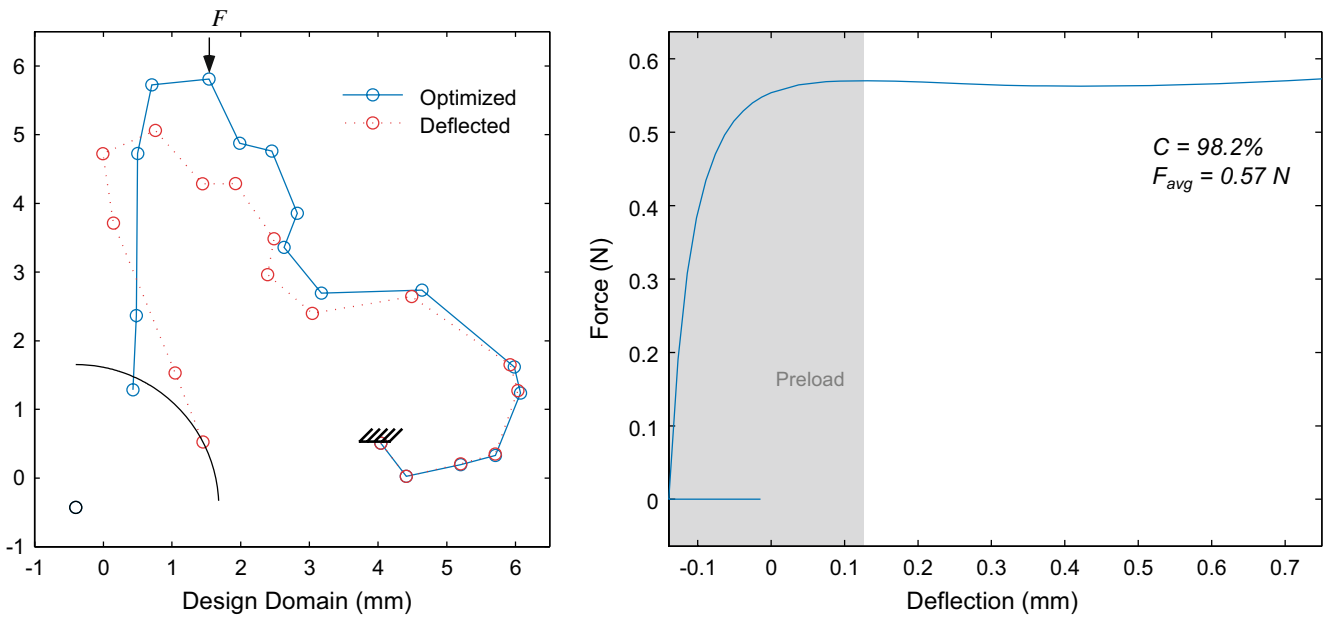 F
6
5
4
3
2
1
0
-1
-1 0 1 2 3 4 5 6
Design Domain (mm)
Optimized
Deflected
0.6
0.5
0.4
0.3
0.2
0.1
0
Force (N)
-0.1 0 0.1 0.2 0.3 0.4 0.5 0.6 0.7
Deflection (mm)
Preload
C = 98.2%
F_avg = 0.57 N